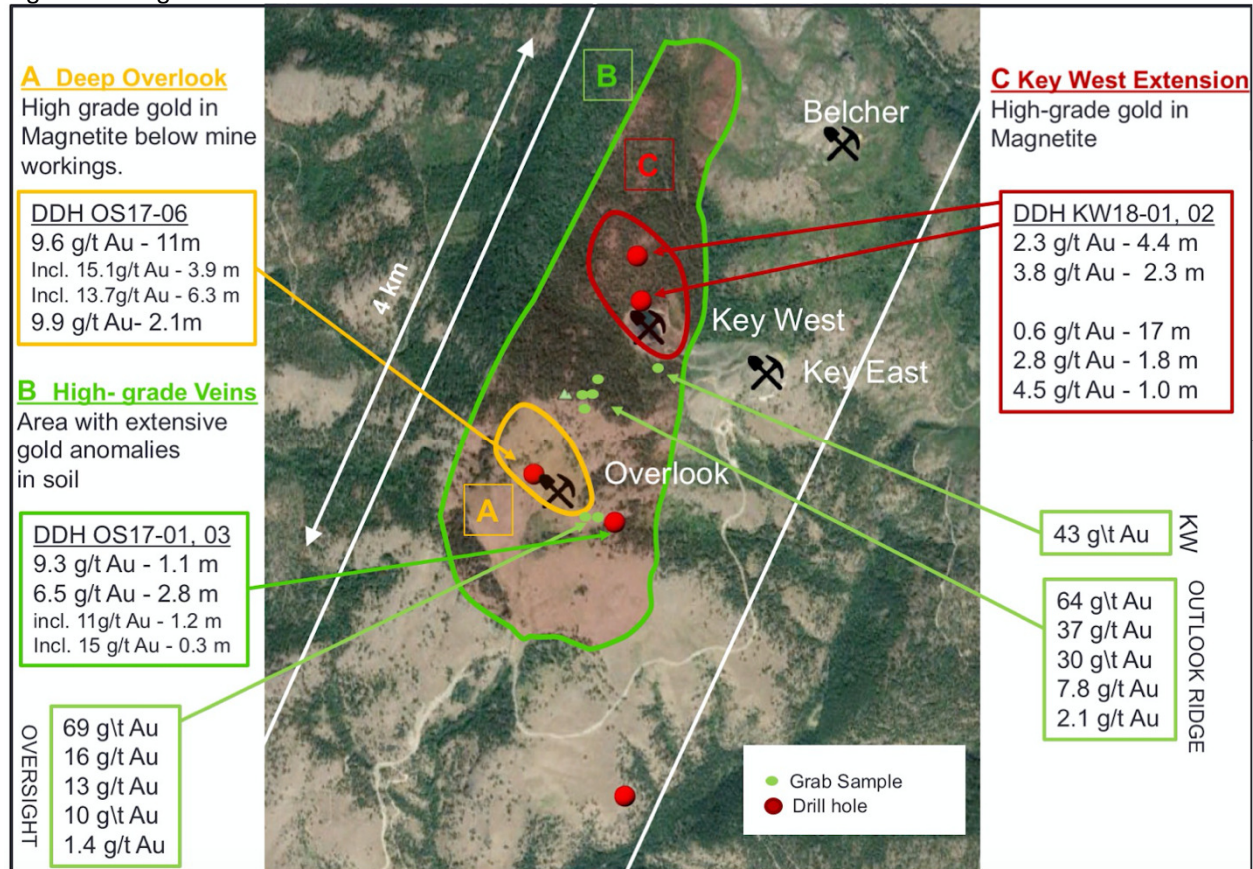 A Deep Overlook
High grade gold in
Magnetite below mine
workings.
DDH OS17-06
9.6 g/t Au - 11m
Incl. 15.1g/t Au - 3.9 m
Incl. 13.7g/t Au - 6.3 m
9.9 g/t Au- 2.1m
B High- grade Veins
Area with extensive
gold anomalies
in soil
DDH OS17-01, 03
9.3 g/t Au - 1.1 m
6.5 g/t Au - 2.8 m
incl. 11g/t Au - 1.2 m
Incl. 15 g/t Au - 0.3 m
OVERSIGHT
69 g\t Au
16 g/t Au
13 g/t Au
10 g\t Au
1.4 g/t Au
4 km
B
C
A
Belcher
Key West
Key East
Overlook
Grab Sample
Drill hole
C Key West Extension
High-grade gold in
Magnetite
DDH KW18-01, 02
2.3 g/t Au - 4.4 m
3.8 g/t Au - 2.3 m
0.6 g/t Au - 17 m
2.8 g/t Au - 1.8 m
4.5 g/t Au - 1.0 m
43 g\t Au
KW
64 g\t Au
37 g/t Au
30 g\t Au
7.8 g/t Au
2.1 g/t Au
OUTLOOK RIDGE